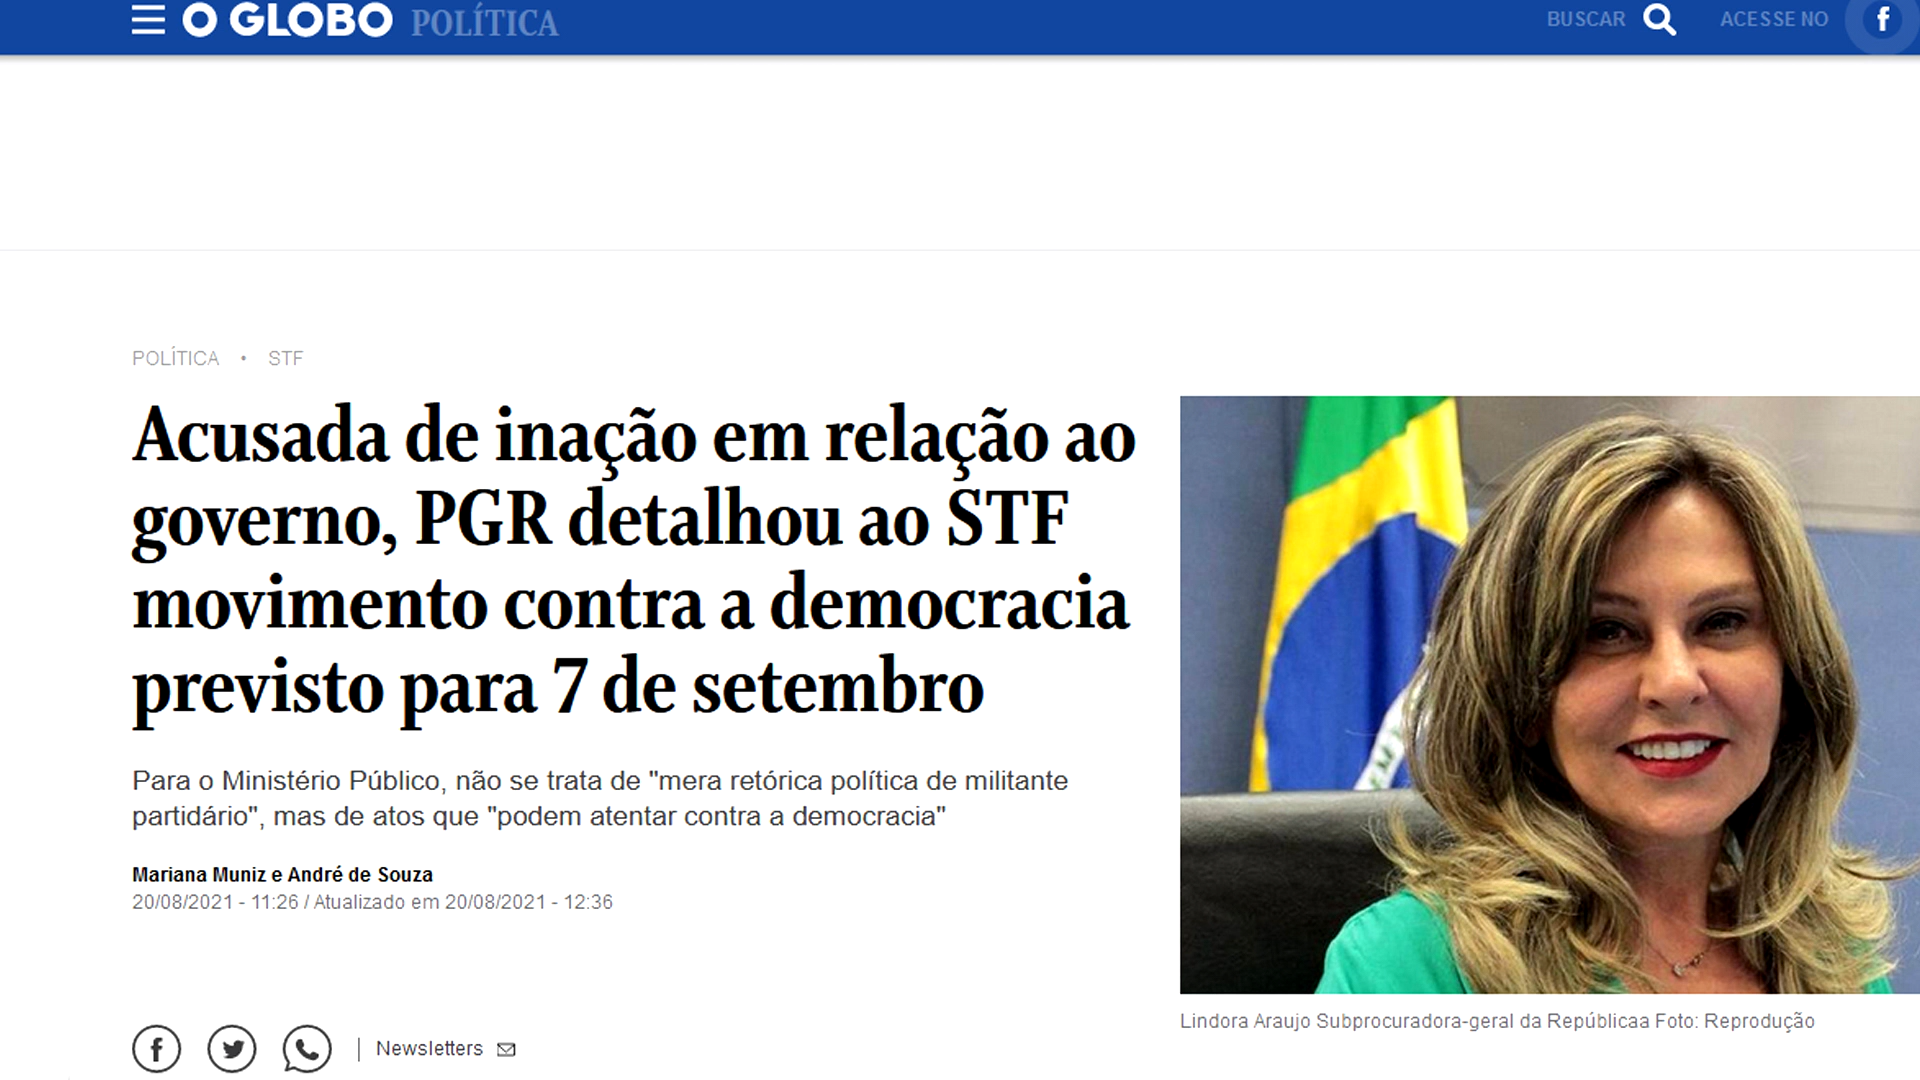 O GLOBO POLÍTICA BUSCAR ACESSE NO f
POLÍTICA • STF
Acusada de inação em relação ao
governo, PGR detalhou ao STF
movimento contra a democracia
previsto para 7 de setembro
Para o Ministério Público, não se trata de "mera retórica política de militante
partidário", mas de atos que "podem atentar contra a democracia"
Mariana Muniz e André de Souza
20/08/2021 - 11:26 / Atualizado em 20/08/2021 - 12:36
Lindora Araujo Subprocuradora-geral da Repúblicaa Foto: Reprodução
f | Newsletters